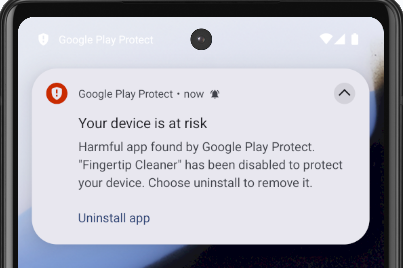 Google Play Protect
Google Play Protect • now
Your device is at risk
Harmful app found by Google Play Protect.
"Fingertip Cleaner" has been disabled to protect
your device. Choose uninstall to remove it.
Uninstall app